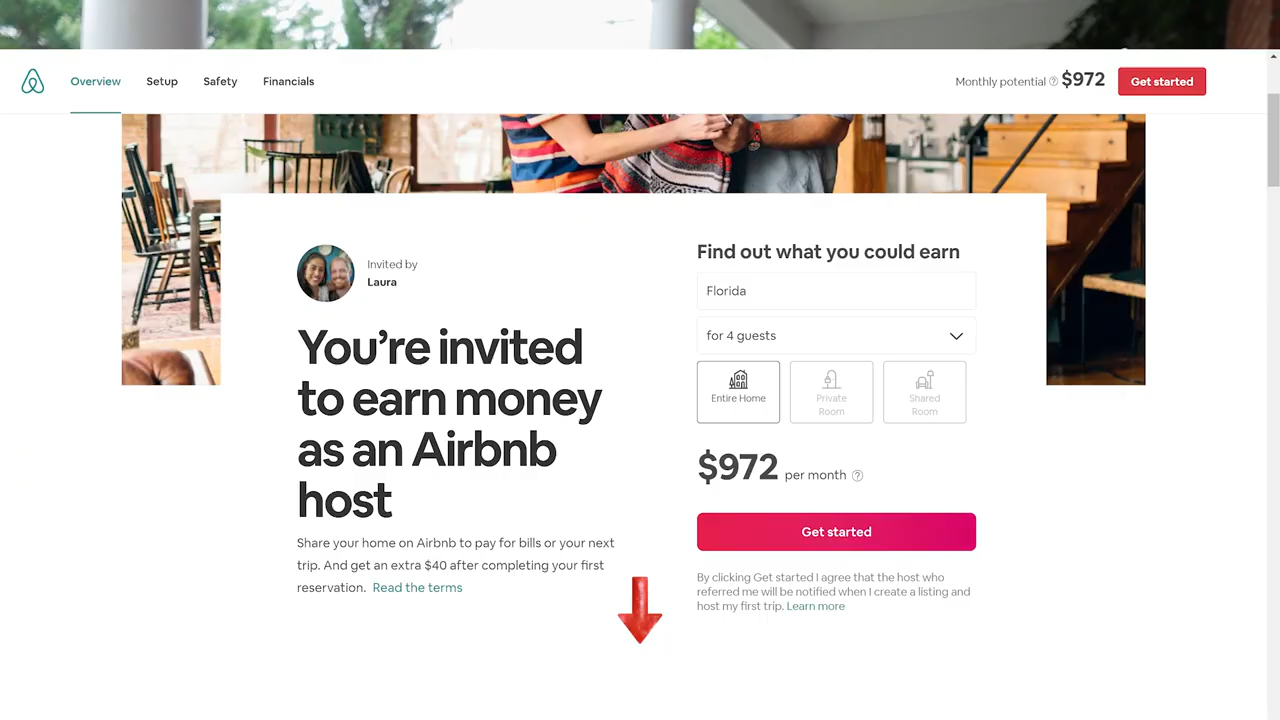 Overview Setup Safety Financials
Monthly potential $972 Get started
Invited by
Laura
You're invited
to earn money
as an Airbnb
host
Share your home on Airbnb to pay for bills or your next
trip. And get an extra $40 after completing your first
reservation. Read the terms
Find out what you could earn
Florida
for 4 guests
Entire Home
Private
Room
Shared
Room
$972 per month
Get started
By clicking Get started I agree that the host who
referred me will be notified when I create a listing and
host my first trip. Learn more